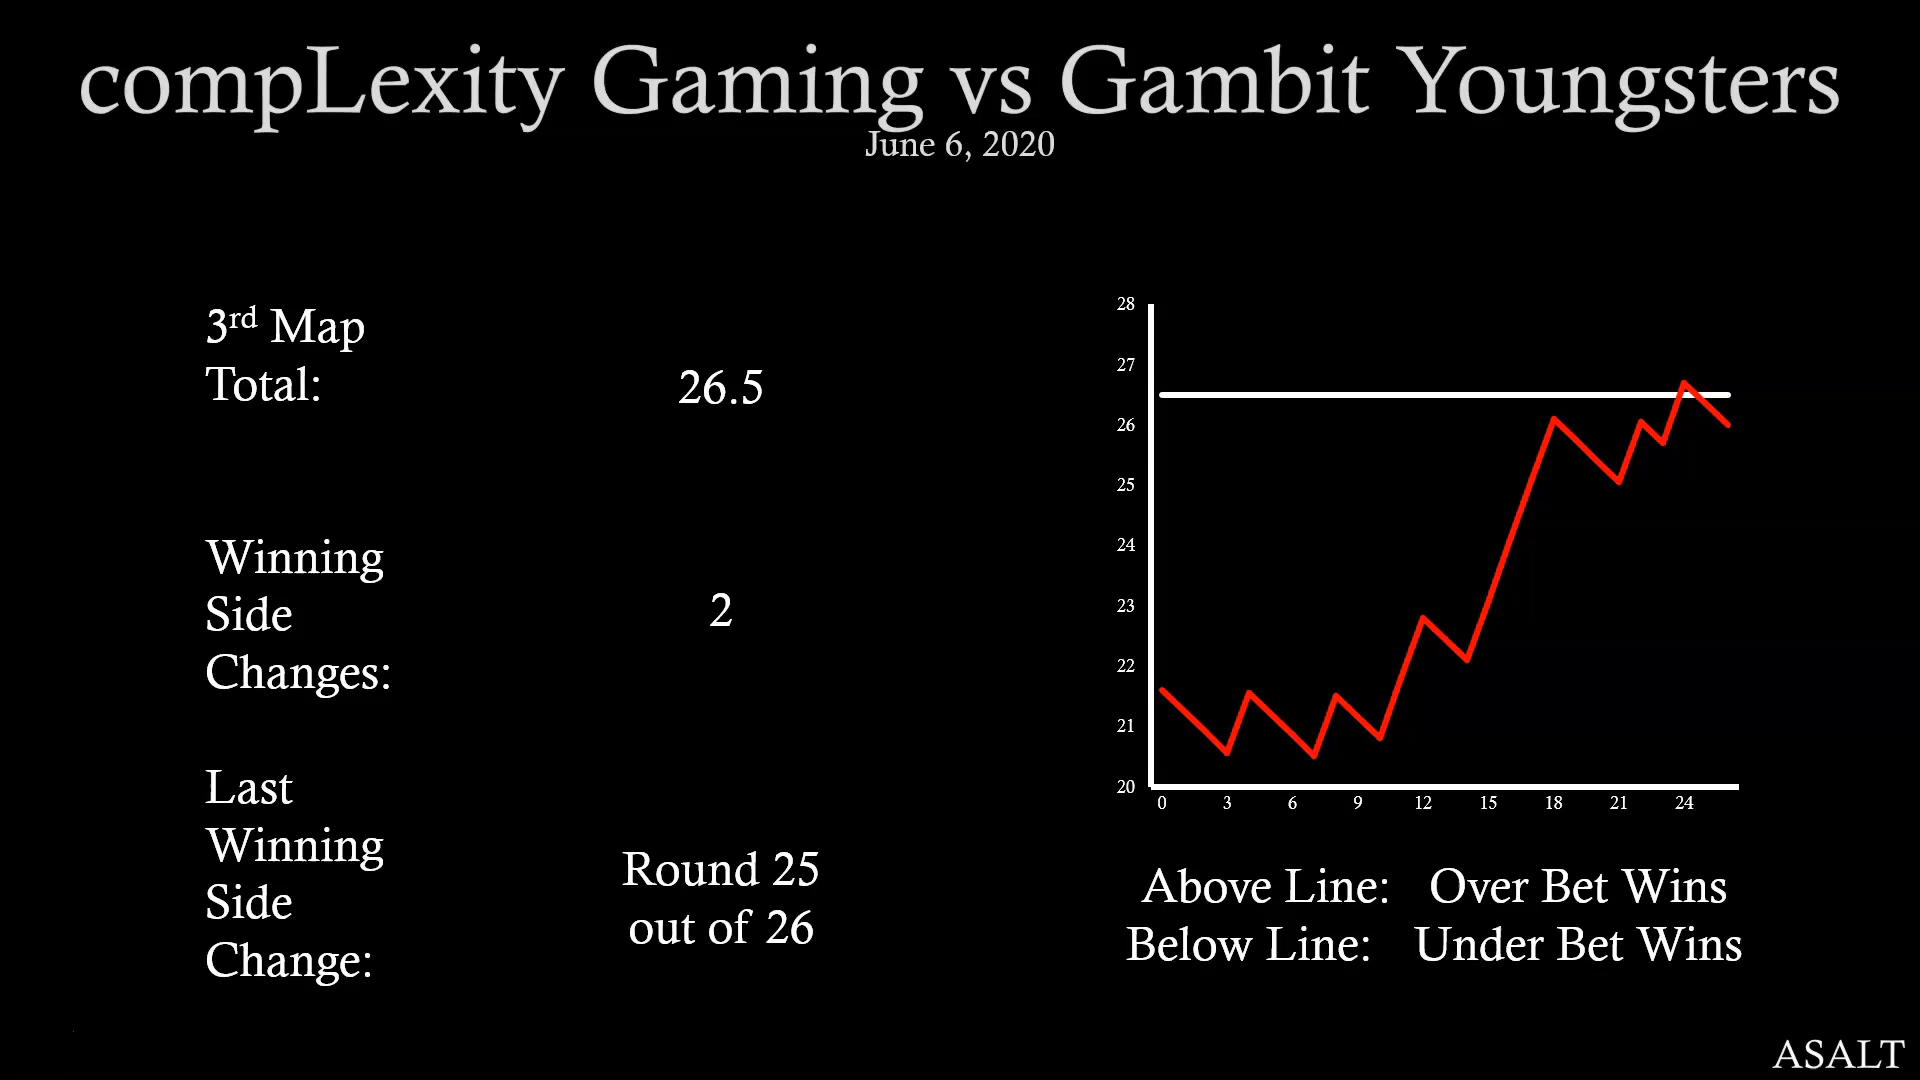 compLexity Gaming vs Gambit Youngsters
June 6, 2020
3rd Map
Total:
26.5
Winning
Side
Changes:
2
Last
Winning
Side
Change:
Round 25
out of 26
28
27
26
25
24
23
22
21
20
0 3 6 9 12 15 18 21 24
Above Line: Over Bet Wins
Below Line: Under Bet Wins
ASALT